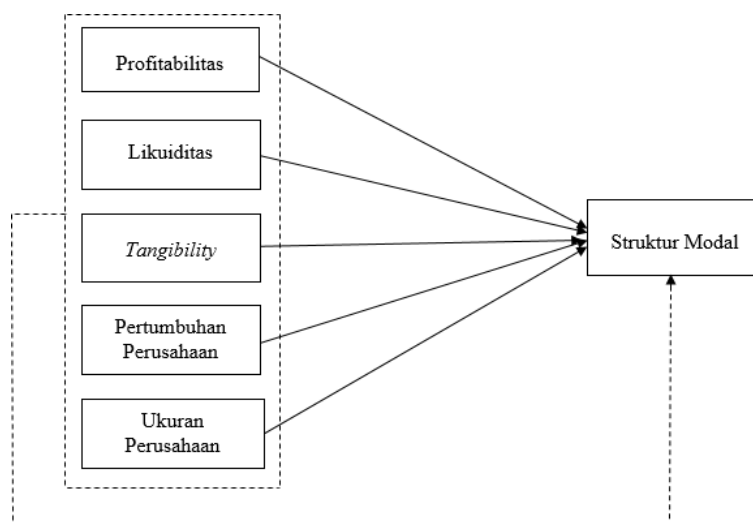 Profitabilitas
Likuiditas
Tangibility
Struktur Modal
Pertumbuhan
Perusahaan
Ukuran
Perusahaan